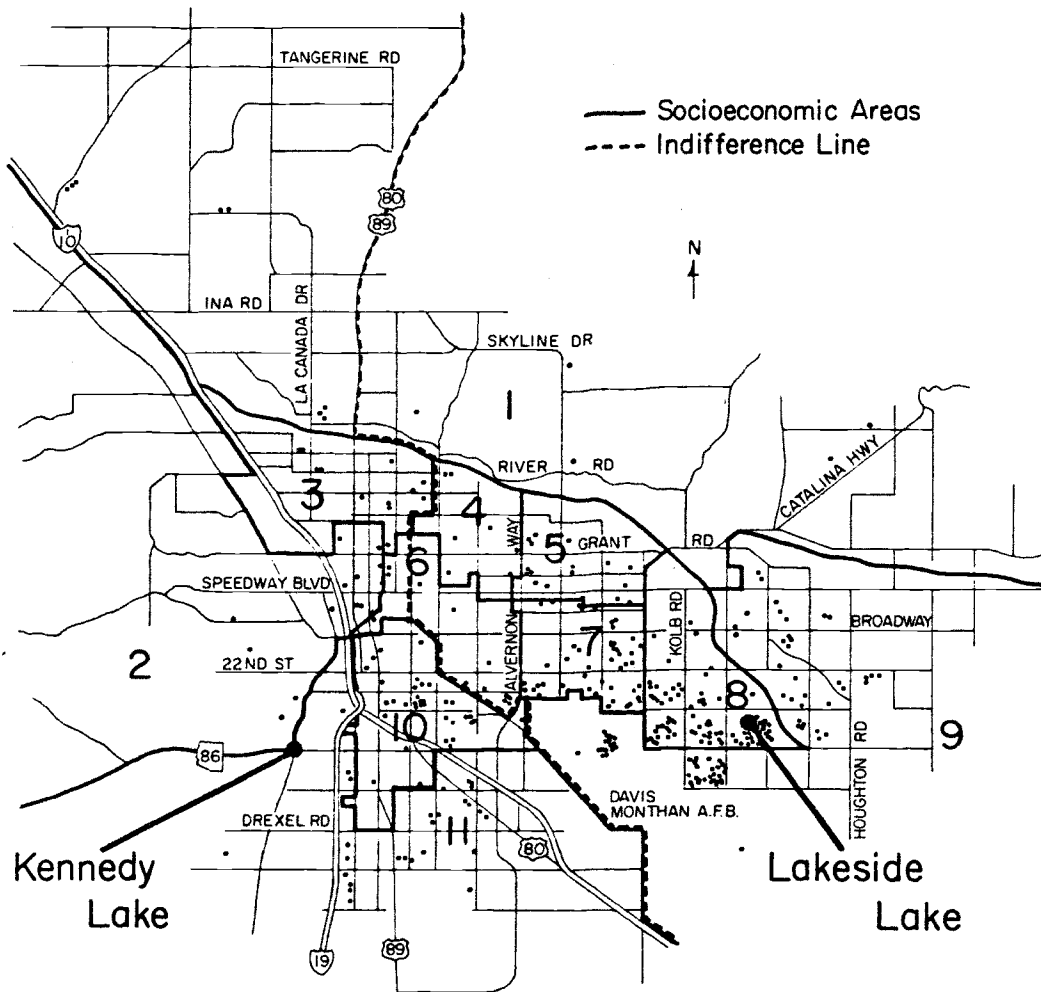 TANGERINE RD
Socioeconomic Areas
Indifference Line
80
89
10
N
INA RD
LA CANADA DR
SKYLINE DR
1
RIVER RD
CATALINA HWY
3
4
WAY
5
GRANT RD
6
SPEEDWAY BLVD
KOLB RD
BROADWAY
2
22ND ST
ALVERNON
7
8
9
10
86
HOUGHTON RD
DAVIS
MONTHAN A.F.B.
DREXEL RD
11
80
Kennedy
Lake
Lakeside
Lake
89
19